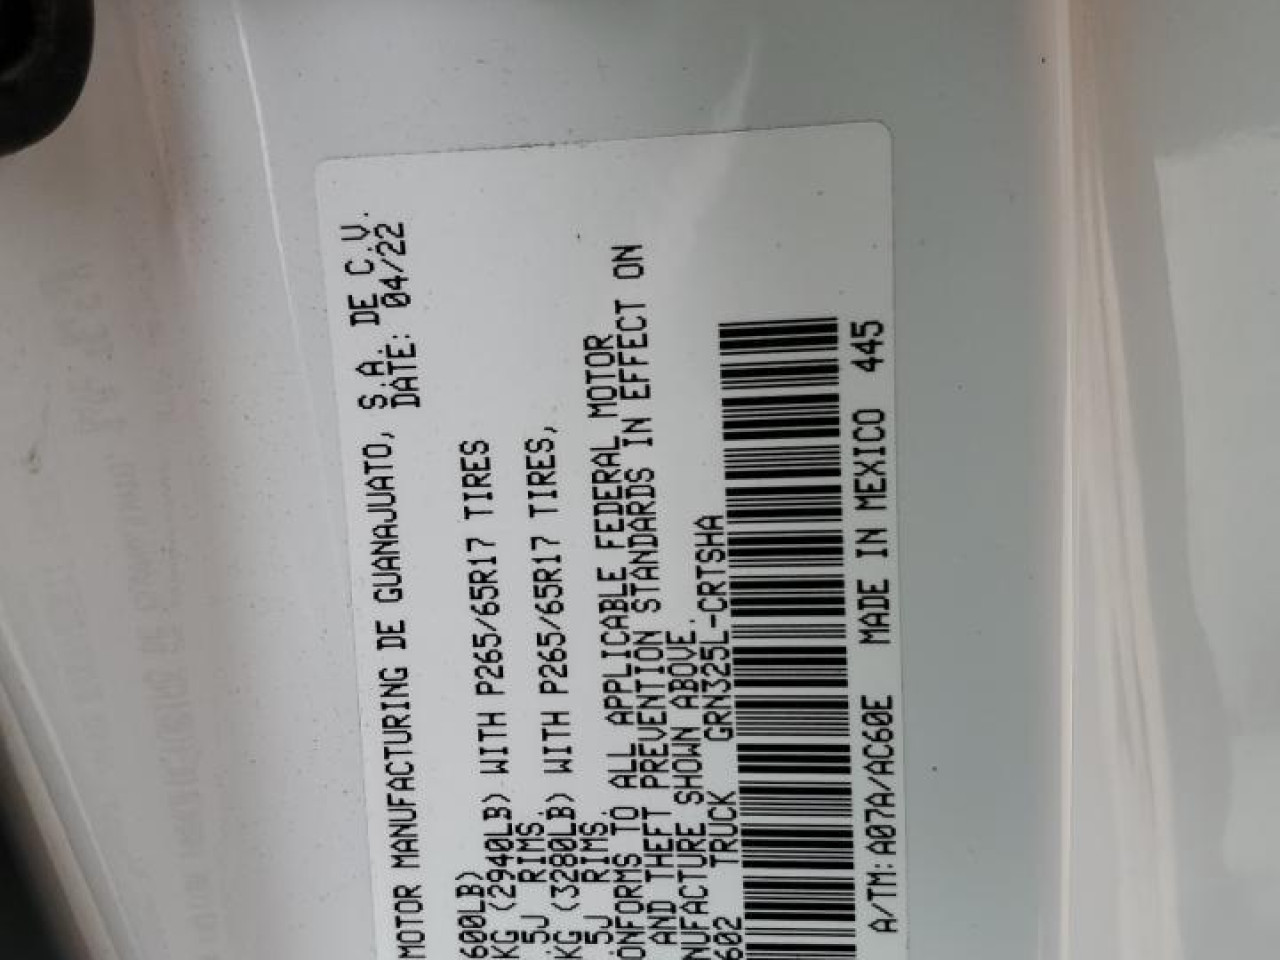 MOTOR MANUFACTURING DE GUANAJUATO, S.A. DE C.V.
DATE: 04/22
600LB)
KG (2940LB) WITH P265/65R17 TIRES
.5J RIMS.
KG (3280LB) WITH P265/65R17 TIRES,
5J RIMS.
ONFORMS TO ALL APPLICABLE FEDERAL MOTOR
AND THEFT PREVENTION STANDARDS IN EFFECT ON
NUFACTURE SHOWN ABOVE.
602 TRUCK GRN325L-CRTSHA
A/TM: A07A/AC60E MADE IN MEXICO 445